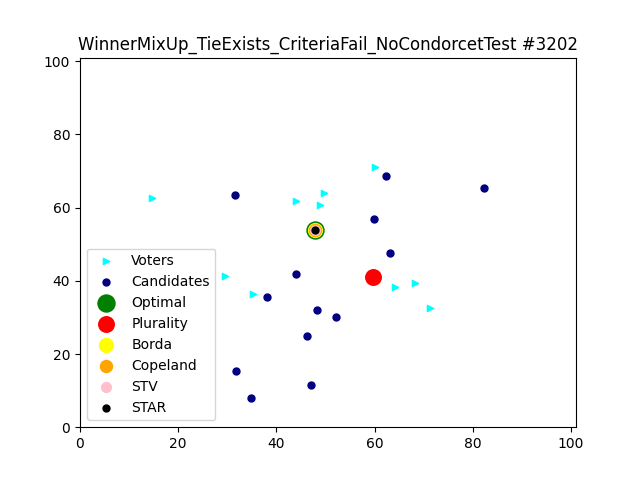 WinnerMixUp_TieExists_CriteriaFail_NoCondorcetTest #3202
100
80
60
40
20
0
Voters
Candidates
Optimal
Plurality
Borda
Copeland
STV
STAR
0 20 40 60 80 100